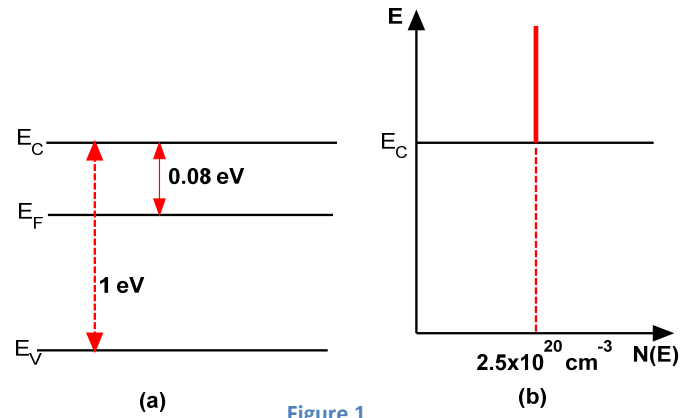 E_C
0.08 eV
E_F
1 eV
E_V
(a)
E
E_C
2.5x10^20 cm^-3
N(E)
(b)
Figure 1